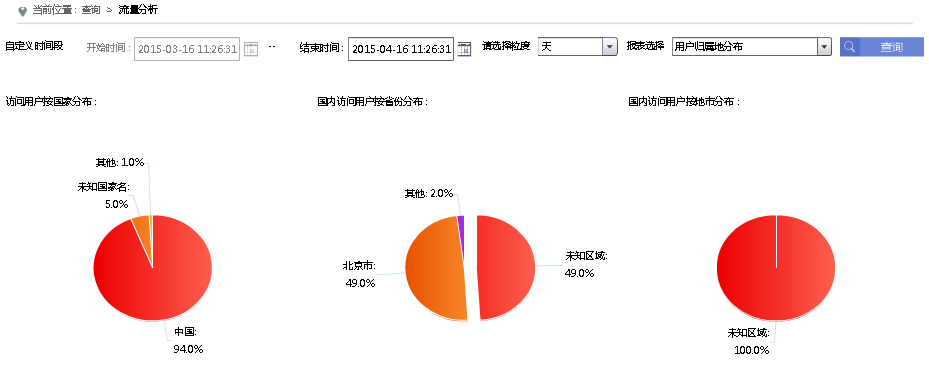 当前位置：查询 > 流量分析
自定义时间段 开始时间： 2015-03-16 11:26:31 -- 结束时间： 2015-04-16 11:26:31 请选择粒度 天 报表选择 用户归属地分布 查询
访问用户按国家分布： 国内访问用户按省份分布： 国内访问用户按地市分布：
其他: 1.0%
未知国家名:
5.0%
中国:
94.0%
其他: 2.0%
北京市:
49.0%
未知区域:
49.0%
未知区域:
100.0%